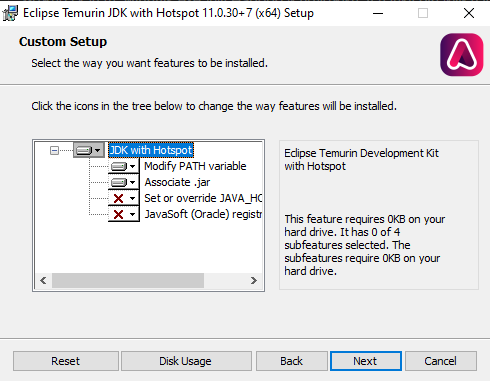 Eclipse Temurin JDK with Hotspot 11.0.30+7 (x64) Setup
Custom Setup
Select the way you want features to be installed.
Click the icons in the tree below to change the way features will be installed.
JDK with Hotspot
Modify PATH variable
Associate .jar
Set or override JAVA_HO
JavaSoft (Oracle) registr
Eclipse Temurin Development Kit
with Hotspot
This feature requires 0KB on your
hard drive. It has 0 of 4
subfeatures selected. The
subfeatures require 0KB on your
hard drive.
Reset
Disk Usage
Back
Next
Cancel